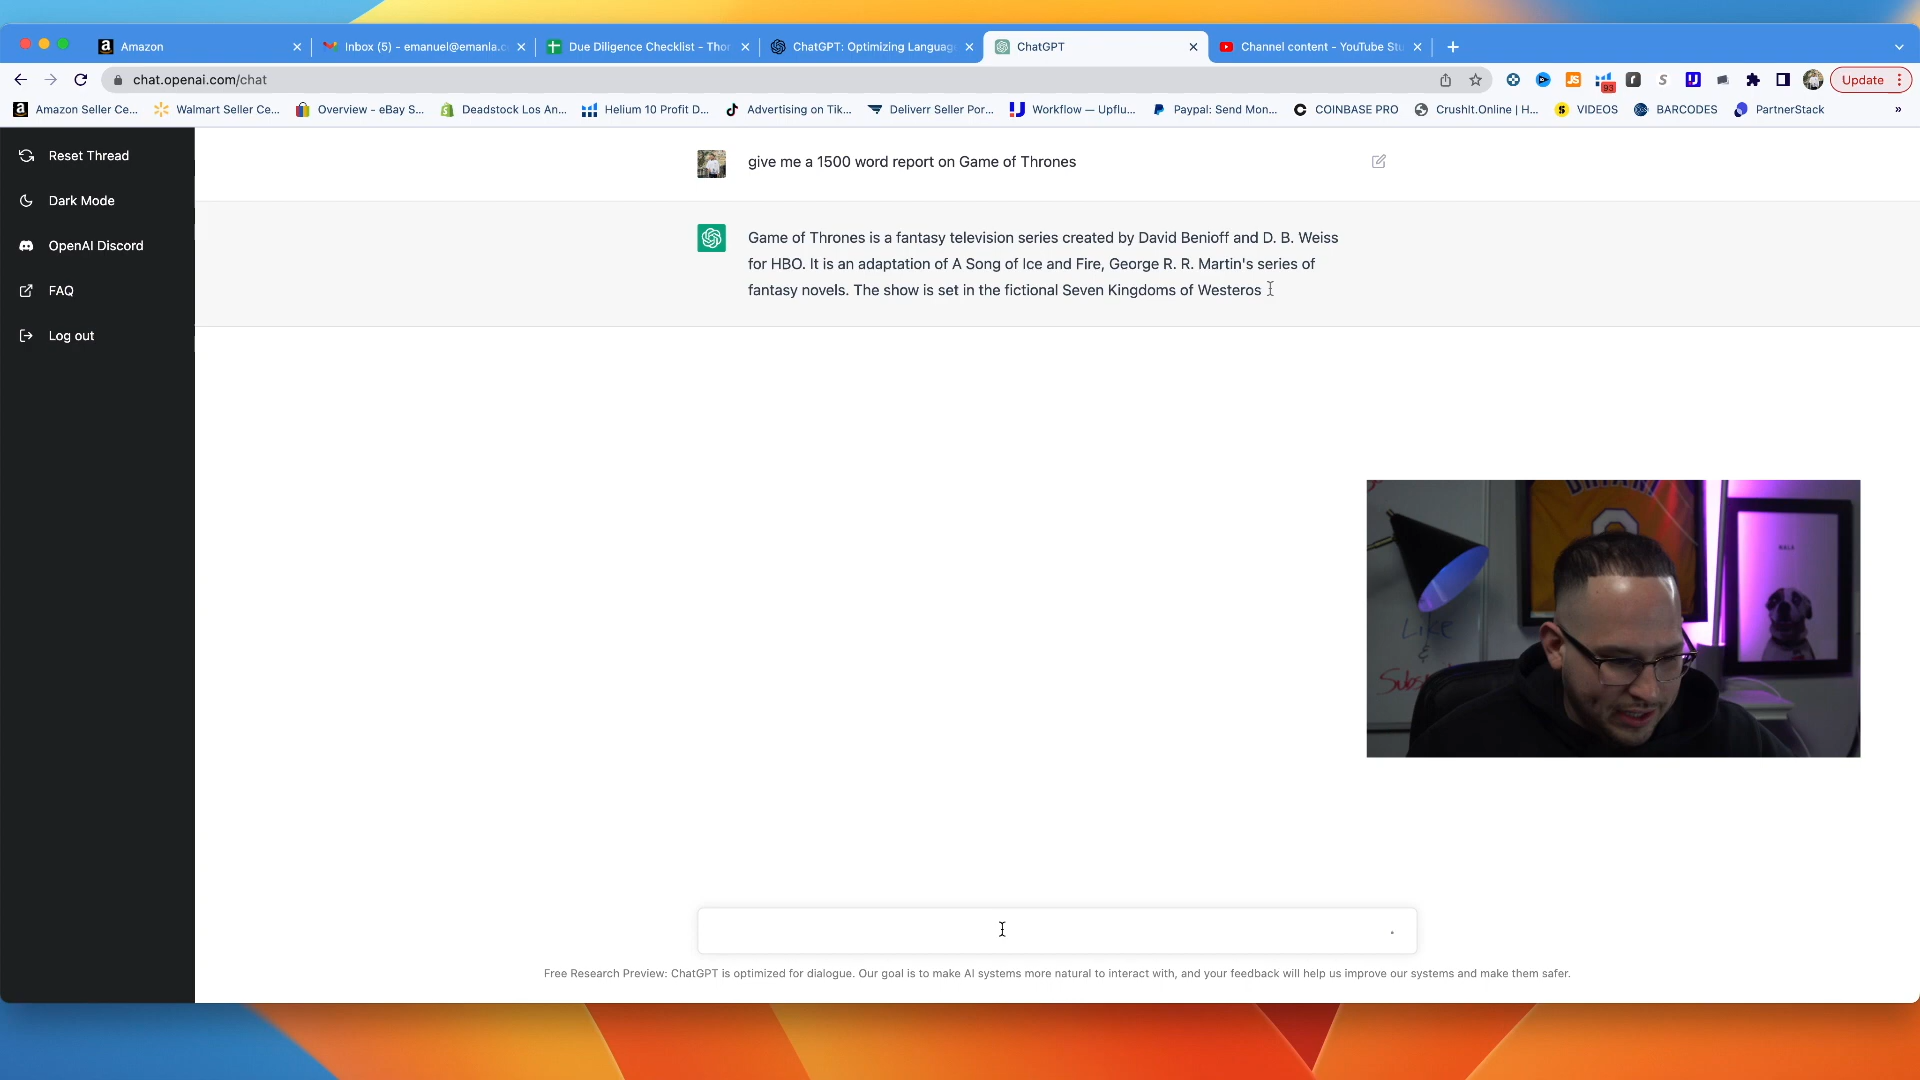 Amazon
Inbox (5) - emanuel@emanla.c
Due Diligence Checklist - Thor
ChatGPT: Optimizing Languag
ChatGPT
Channel content - YouTube Stu
chat.openai.com/chat
93
Update
Amazon Seller Ce...
Walmart Seller Ce...
Overview - eBay S...
Deadstock Los An...
Helium 10 Profit D...
Advertising on Tik...
Deliverr Seller Por...
Workflow — Upflu...
Paypal: Send Mon...
COINBASE PRO
CrushIt.Online | H...
VIDEOS
BARCODES
PartnerStack
»
Reset Thread
Dark Mode
OpenAI Discord
FAQ
Log out
give me a 1500 word report on Game of Thrones
Game of Thrones is a fantasy television series created by David Benioff and D. B. Weiss
for HBO. It is an adaptation of A Song of Ice and Fire, George R. R. Martin's series of
fantasy novels. The show is set in the fictional Seven Kingdoms of Westeros
Like
&
Subs
Free Research Preview: ChatGPT is optimized for dialogue. Our goal is to make AI systems more natural to interact with, and your feedback will help us improve our systems and make them safer.